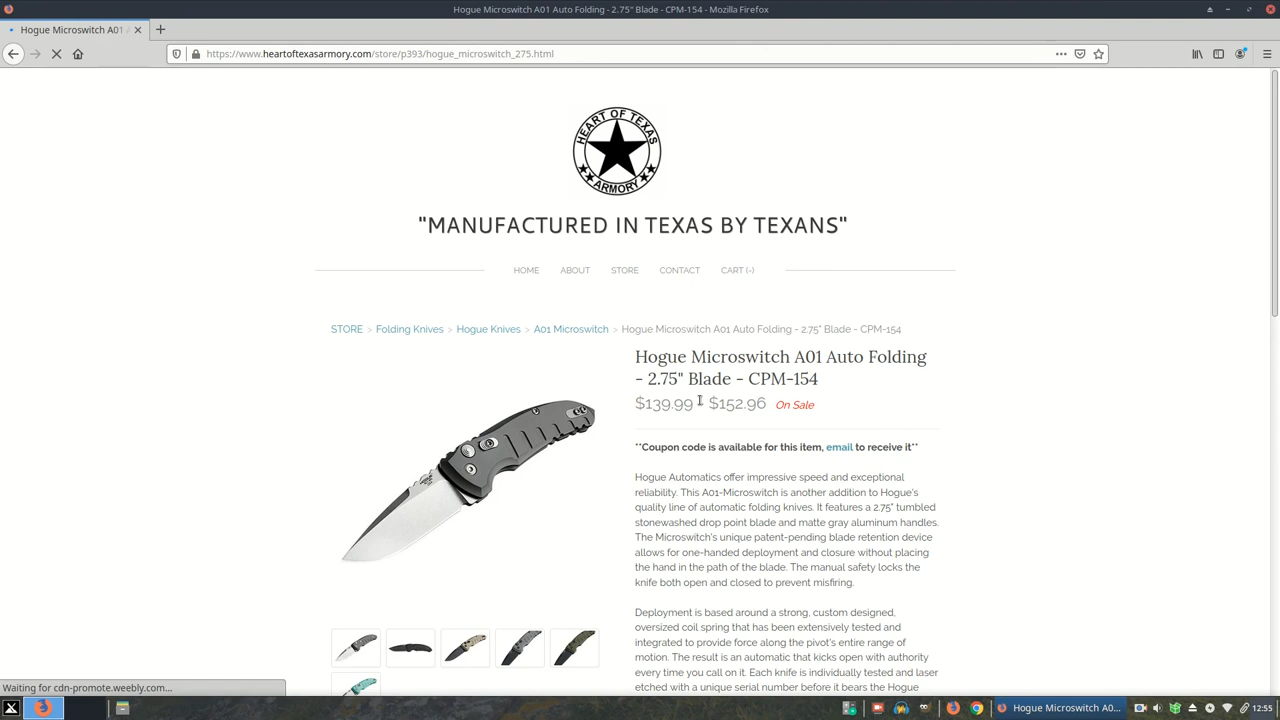 Hogue Microswitch A01 Auto Folding - 2.75" Blade - CPM-154 - Mozilla Firefox
Hogue Microswitch A01 A
https://www.heartoftexasarmory.com/store/p393/hogue_microswitch_275.html
HEART OF TEXAS
ARMORY
"MANUFACTURED IN TEXAS BY TEXANS"
HOME ABOUT STORE CONTACT CART (-)
STORE > Folding Knives > Hogue Knives > A01 Microswitch > Hogue Microswitch A01 Auto Folding - 2.75" Blade - CPM-154
Hogue Microswitch A01 Auto Folding
- 2.75" Blade - CPM-154
$139.99 - $152.96 On Sale
**Coupon code is available for this item, email to receive it**
Hogue Automatics offer impressive speed and exceptional
reliability. This A01-Microswitch is another addition to Hogue's
quality line of automatic folding knives. It features a 2.75" tumbled
stonewashed drop point blade and matte gray aluminum handles.
The Microswitch's unique patent-pending blade retention device
allows for one-handed deployment and closure without placing
the hand in the path of the blade. The manual safety locks the
knife both open and closed to prevent misfiring.
Deployment is based around a strong, custom designed,
oversized coil spring that has been extensively tested and
integrated to provide force along the pivot's entire range of
motion. The result is an automatic that kicks open with authority
every time you call on it. Each knife is individually tested and laser
etched with a unique serial number before it bears the Hogue
Waiting for cdn-promote.weebly.com...
Hogue Microswitch A0...
12:55